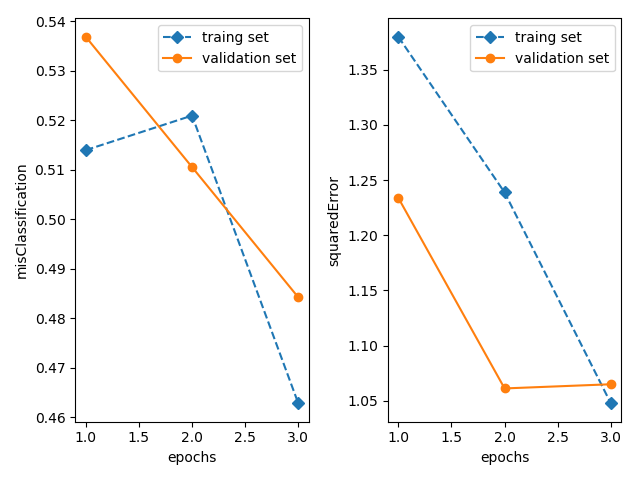 0.54
0.53
0.52
0.51
0.50
0.49
0.48
0.47
0.46
misClassification
1.0 1.5 2.0 2.5 3.0
epochs
traing set
validation set
1.35
1.30
1.25
1.20
1.15
1.10
1.05
squaredError
1.0 1.5 2.0 2.5 3.0
epochs
traing set
validation set